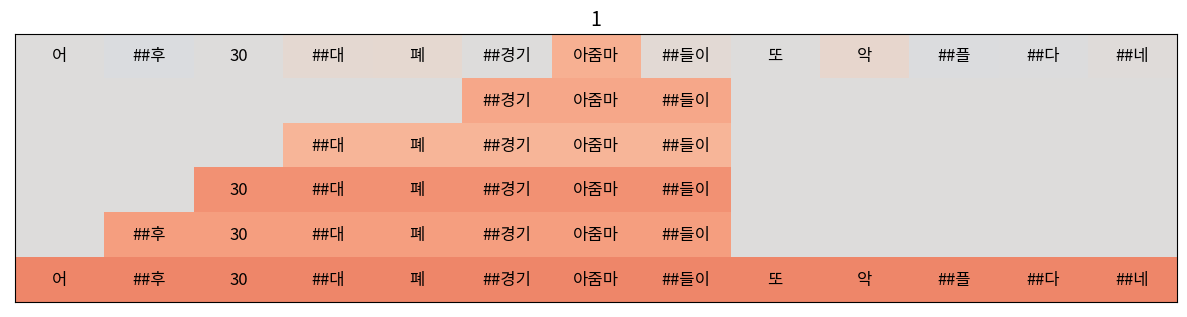 1
어 ##후 30 ##대 폐 ##경기 아줌마 ##들이 또 악 ##플 ##다 ##네
##경기 아줌마 ##들이
##대 폐 ##경기 아줌마 ##들이
30 ##대 폐 ##경기 아줌마 ##들이
##후 30 ##대 폐 ##경기 아줌마 ##들이
어 ##후 30 ##대 폐 ##경기 아줌마 ##들이 또 악 ##플 ##다 ##네